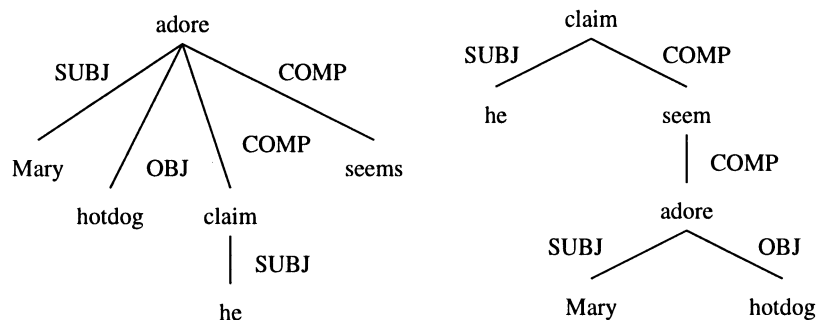 adore
SUBJ
COMP
Mary
OBJ
COMP
seems
hotdog
claim
SUBJ
he
claim
SUBJ
COMP
he
seem
COMP
adore
SUBJ
OBJ
Mary
hotdog